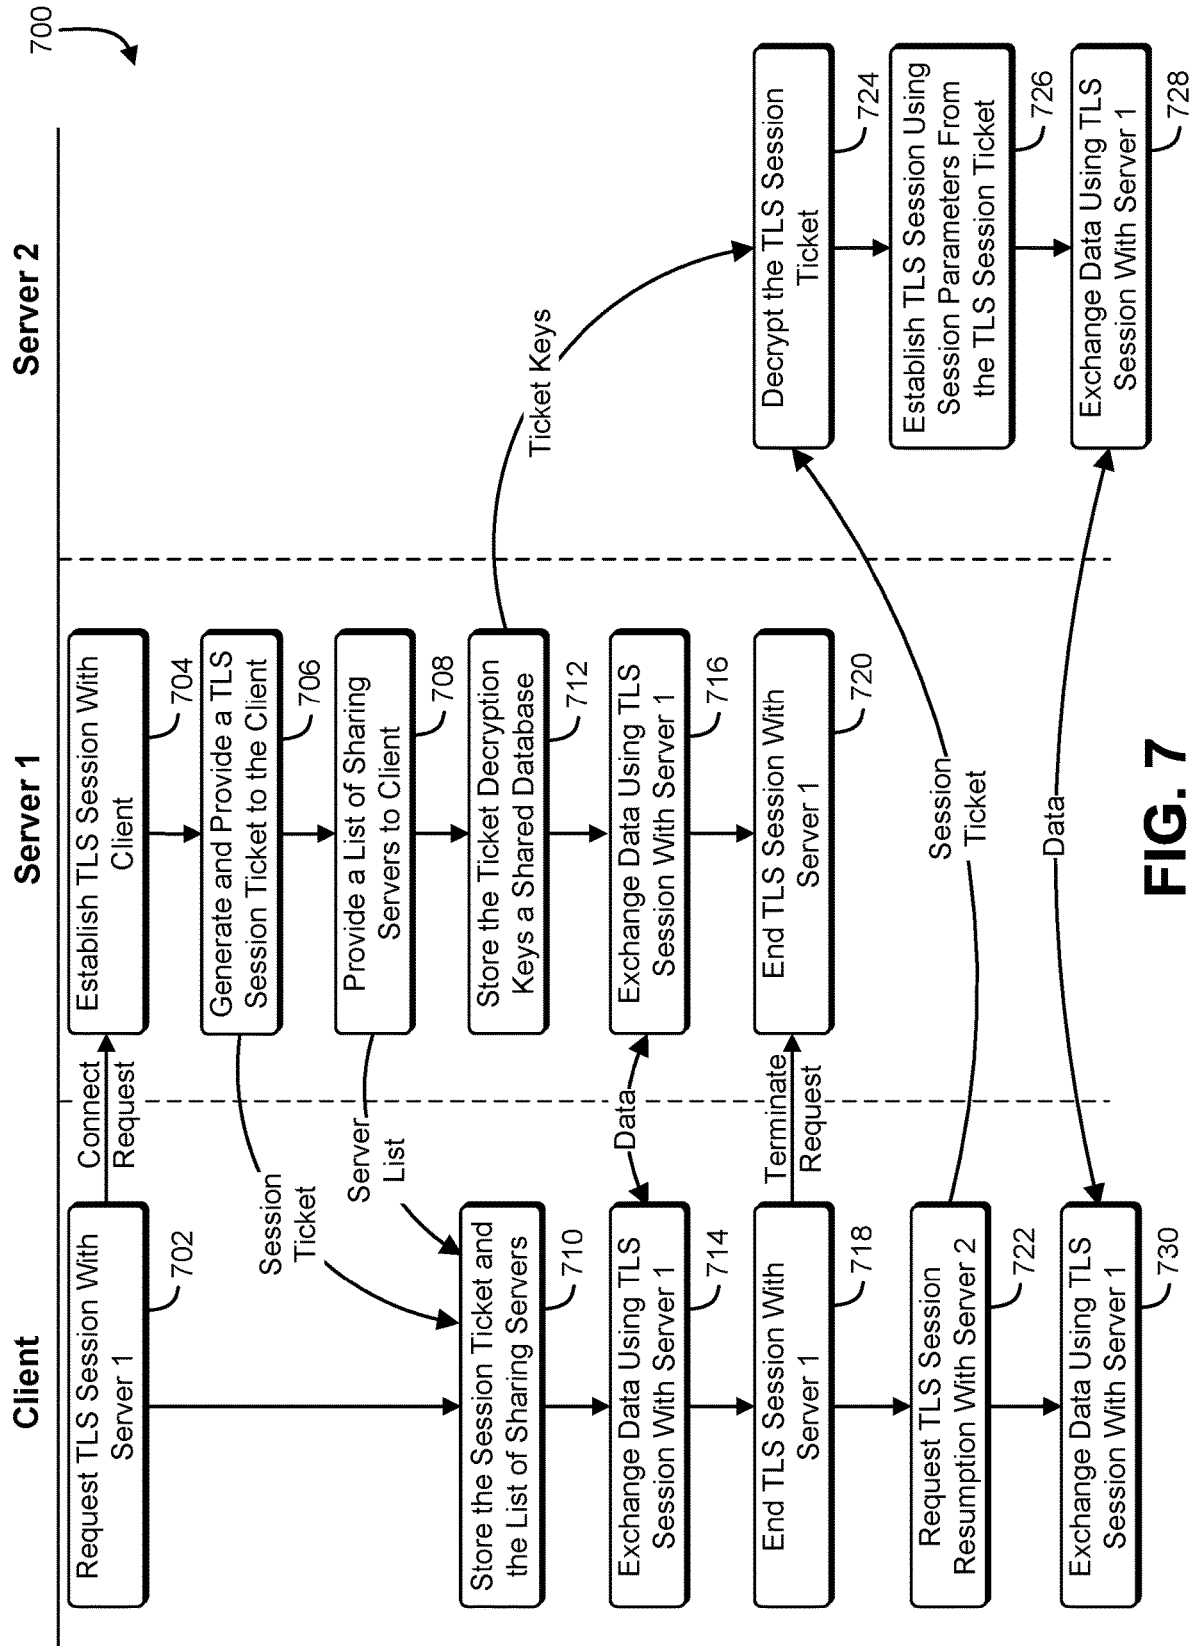 700
Client
Server 1
Server 2
Request TLS Session With
Server 1
702
Connect
Request
Establish TLS Session With
Client
704
Generate and Provide a TLS
Session Ticket to the Client
706
Session
Ticket
Provide a List of Sharing
Servers to Client
708
Server
List
Store the Session Ticket and
the List of Sharing Servers
710
Store the Ticket Decryption
Keys a Shared Database
712
Ticket Keys
Exchange Data Using TLS
Session With Server 1
714
Data
Exchange Data Using TLS
Session With Server 1
716
End TLS Session With
Server 1
718
Terminate
Request
End TLS Session With
Server 1
720
Request TLS Session
Resumption With Server 2
722
Session
Ticket
Decrypt the TLS Session
Ticket
724
Establish TLS Session Using
Session Parameters From
the TLS Session Ticket
726
Exchange Data Using TLS
Session With Server 1
728
Data
Exchange Data Using TLS
Session With Server 1
730
FIG. 7